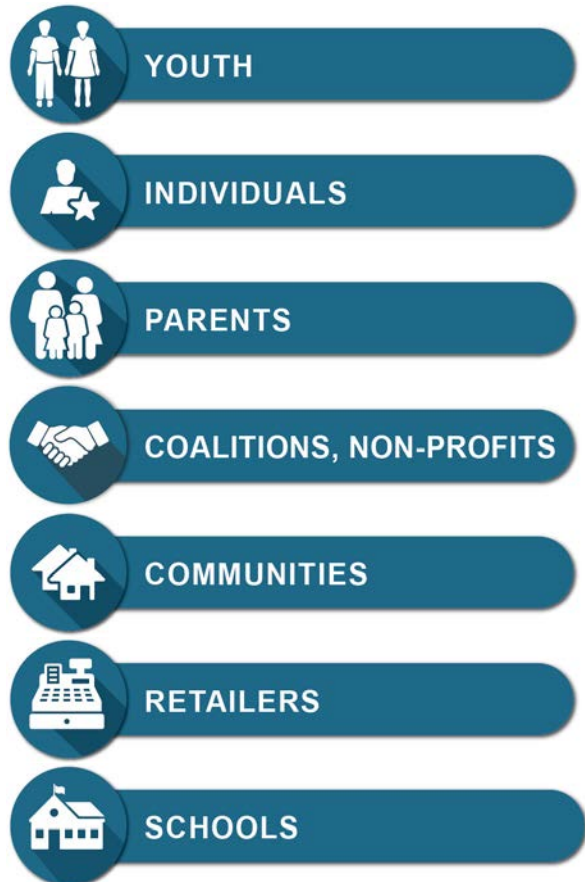 YOUTH
INDIVIDUALS
PARENTS
COALITIONS, NON-PROFITS
COMMUNITIES
RETAILERS
SCHOOLS